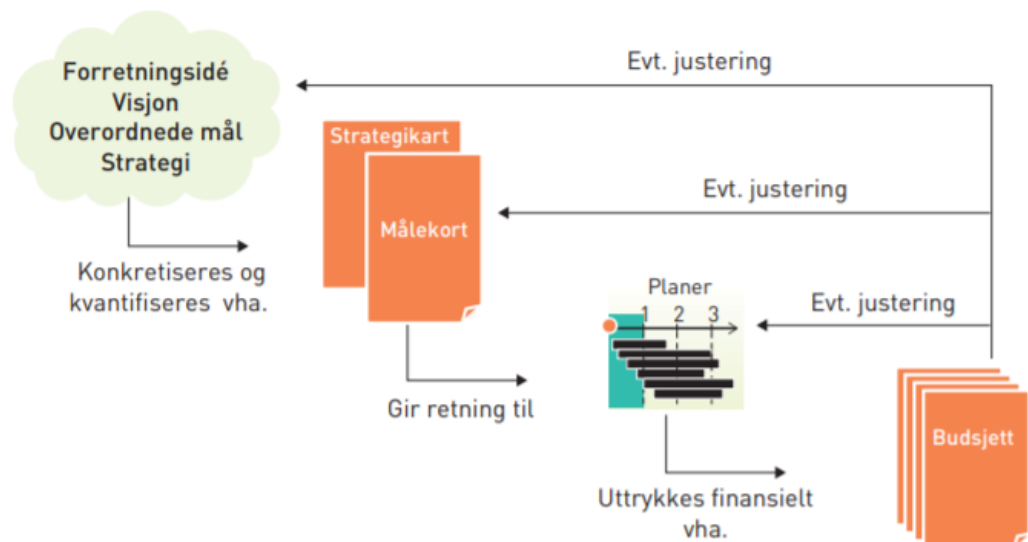 Forretningsidé
Visjon
Overordnede mål
Strategi
Evt. justering
Strategikart
Målekort
Evt. justering
Konkretiseres og
kvantifiseres vha.
Planer
1 2 3
Evt. justering
Gir retning til
Budsjett
Uttrykkes finansielt
vha.